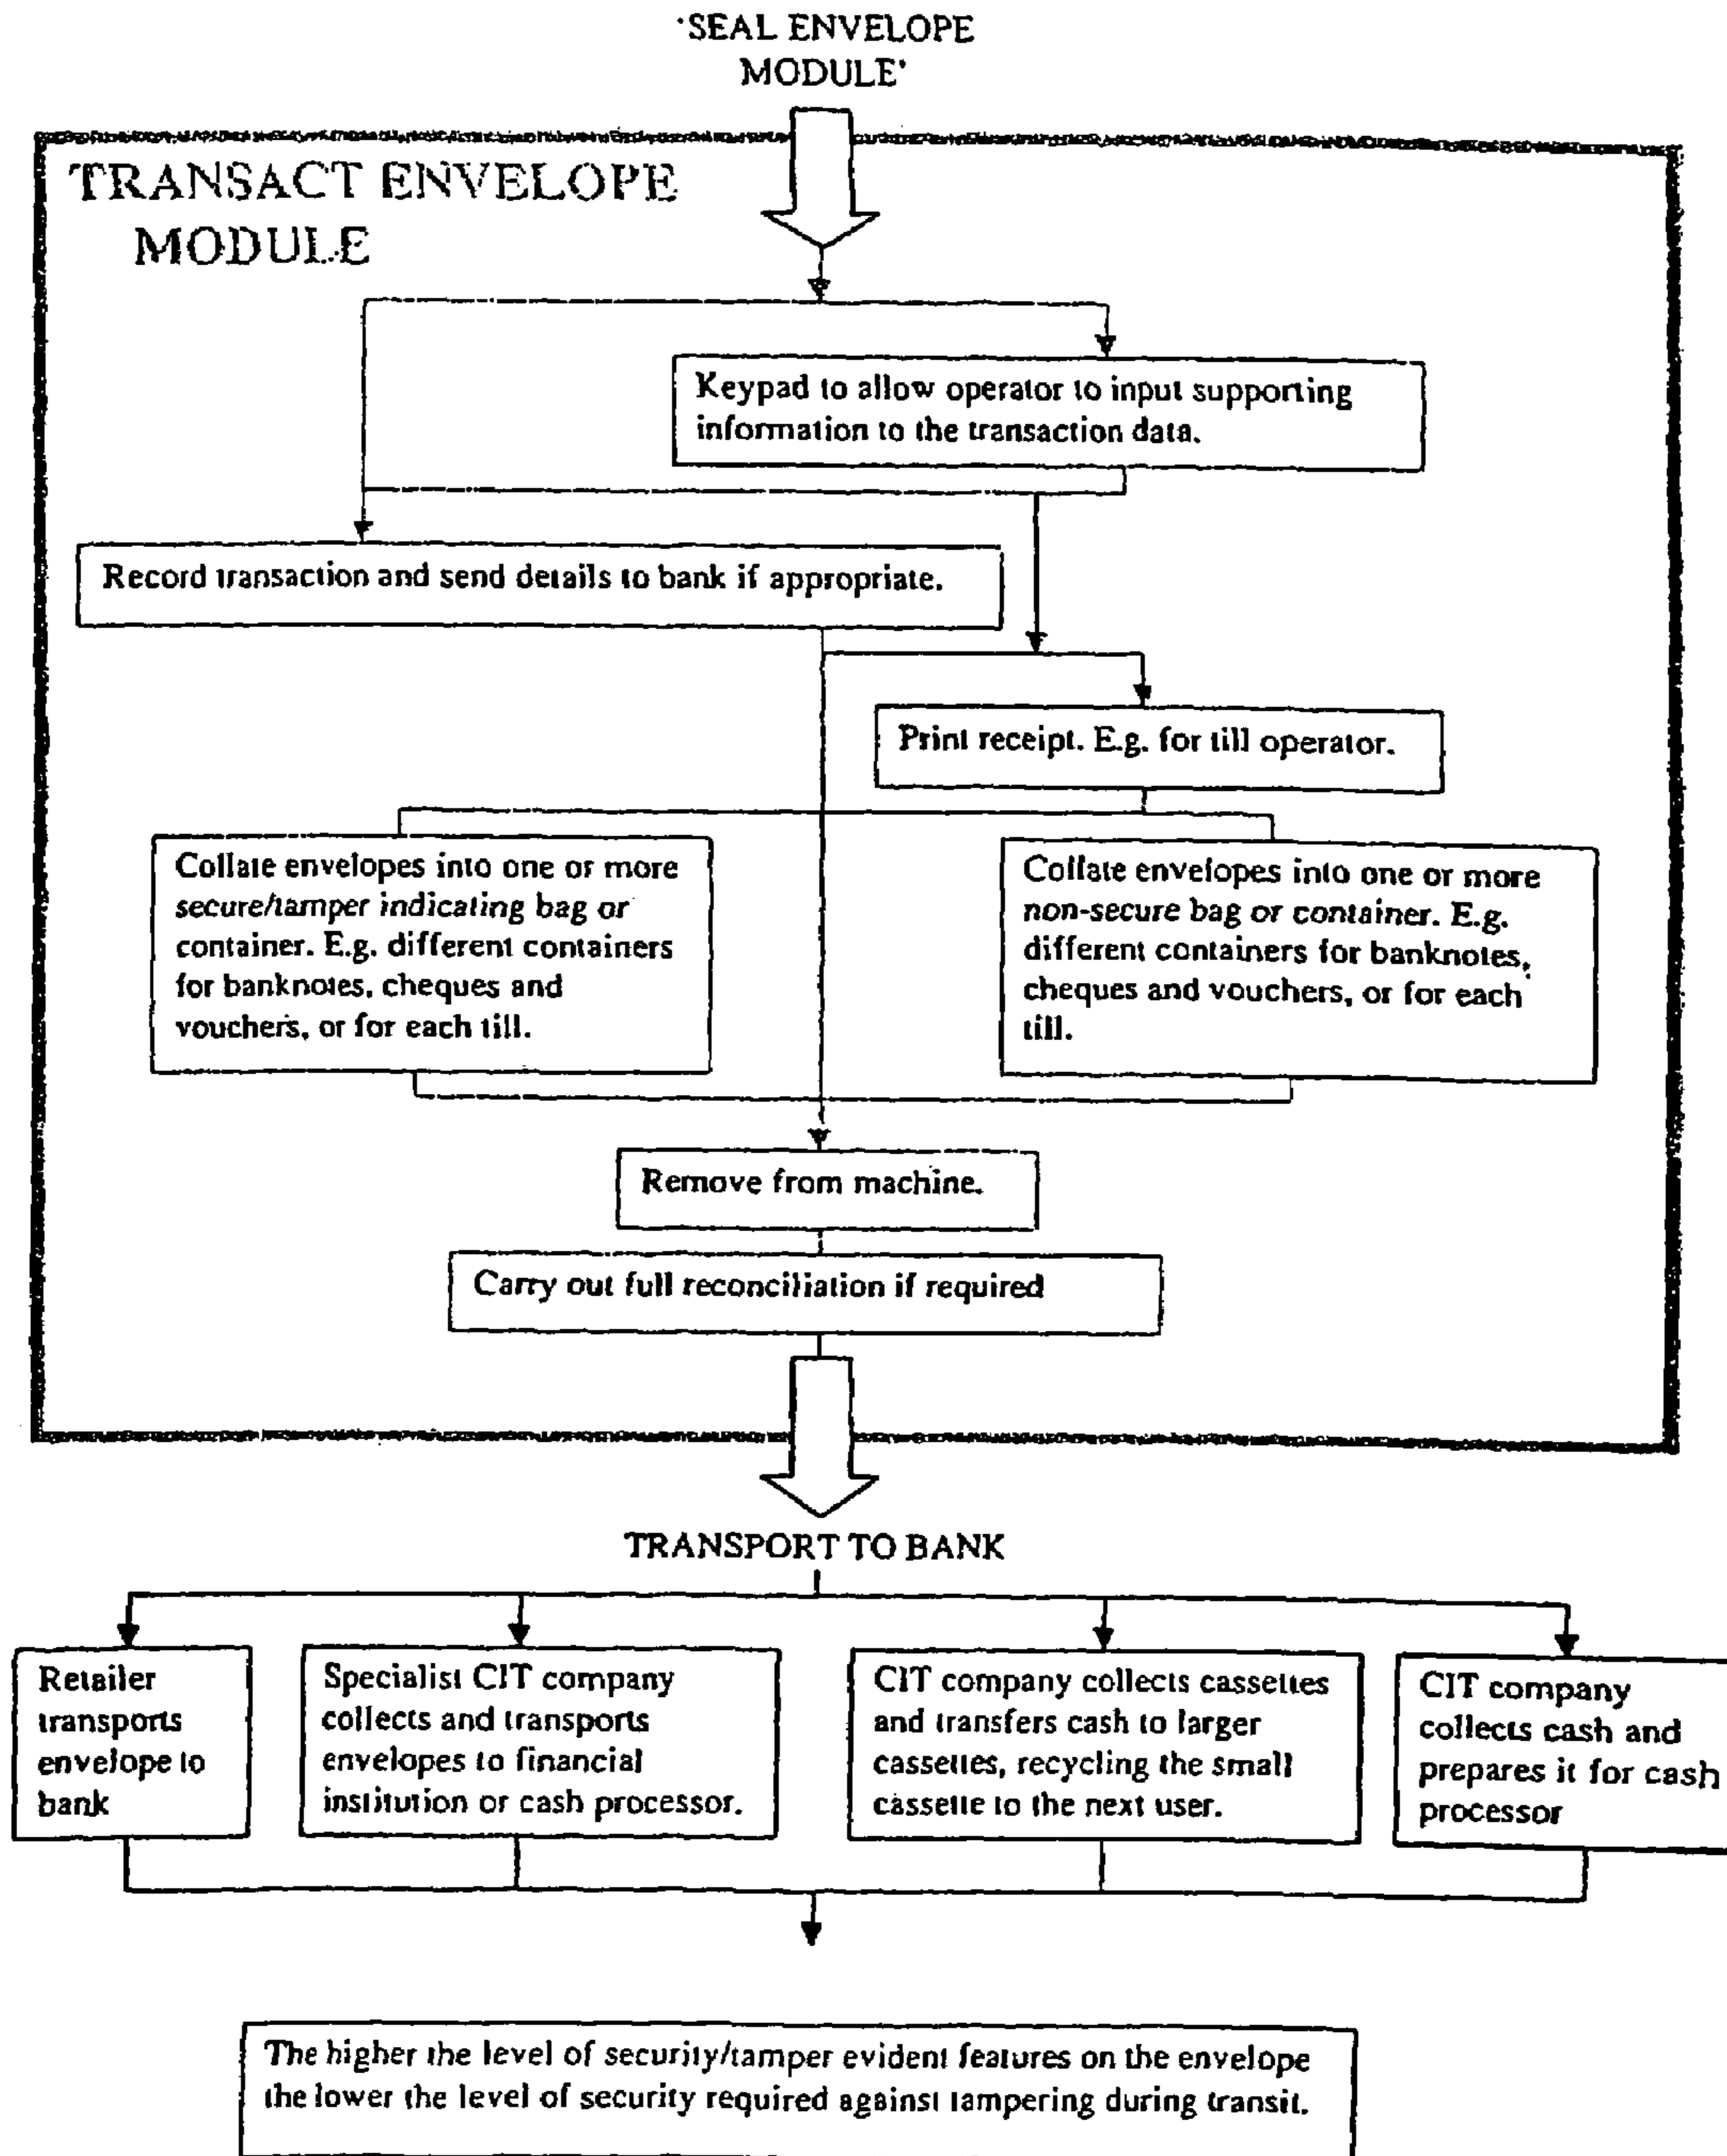 'SEAL ENVELOPE
MODULE'
TRANSACT ENVELOPE
MODULE
Keypad to allow operator to input supporting
information to the transaction data.
Record transaction and send details to bank if appropriate.
Print receipt. E.g. for till operator.
Collate envelopes into one or more
secure/tamper indicating bag or
container. E.g. different containers
for banknotes, cheques and
vouchers, or for each till.
Collate envelopes into one or more
non-secure bag or container. E.g.
different containers for banknotes,
cheques and vouchers, or for each
till.
Remove from machine.
Carry out full reconciliation if required
TRANSPORT TO BANK
Retailer
transports
envelope to
bank
Specialist CIT company
collects and transports
envelopes to financial
institution or cash processor.
CIT company collects cassettes
and transfers cash to larger
cassettes, recycling the small
cassette to the next user.
CIT company
collects cash and
prepares it for cash
processor
The higher the level of security/tamper evident features on the envelope
the lower the level of security required against tampering during transit.